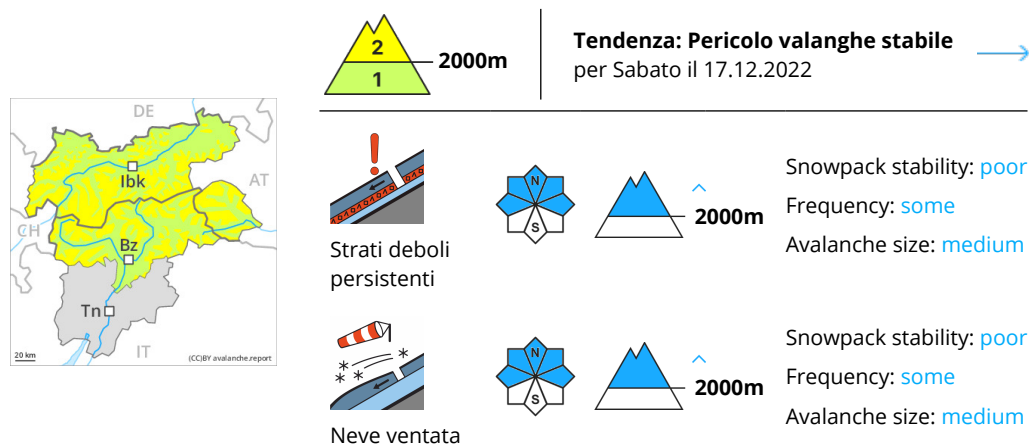 2
1
2000m
Tendenza: Pericolo valanghe stabile
per Sabato il 17.12.2022
DE
Ibk
AT
CH
Bz
Tn
20 km
IT
(CC)BY avalanche.report
N
S
2000m
Snowpack stability: poor
Frequency: some
Avalanche size: medium
Strati deboli
persistenti
N
S
2000m
Snowpack stability: poor
Frequency: some
Avalanche size: medium
Neve ventata